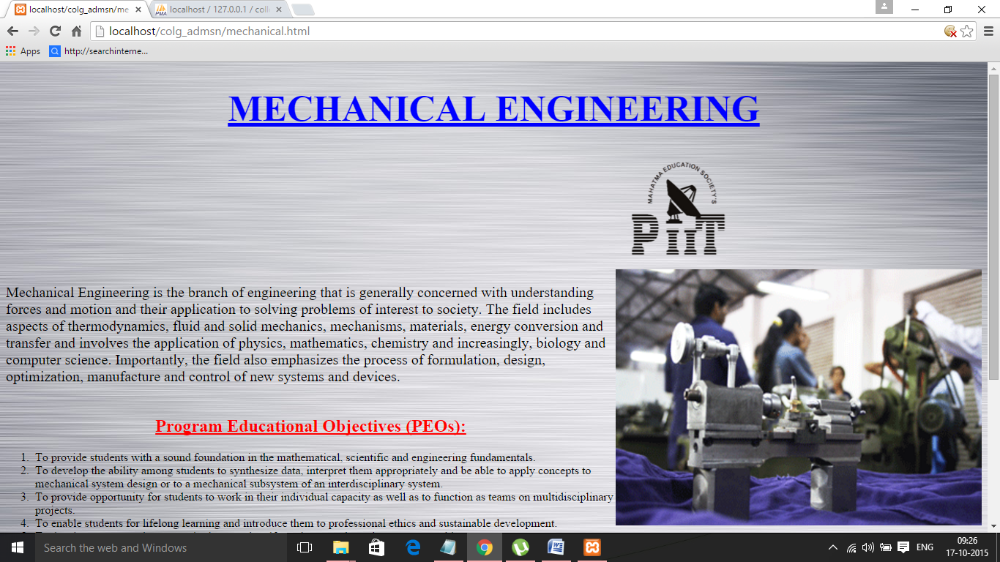 localhost/colg_admsn/me
localhost / 127.0.0.1 / coll
localhost/colg_admsn/mechanical.html
Apps
http://searchinterne...
MECHANICAL ENGINEERING
MAHATMA EDUCATION SOCIETY'S
PIIT
Mechanical Engineering is the branch of engineering that is generally concerned with understanding
forces and motion and their application to solving problems of interest to society. The field includes
aspects of thermodynamics, fluid and solid mechanics, mechanisms, materials, energy conversion and
transfer and involves the application of physics, mathematics, chemistry and increasingly, biology and
computer science. Importantly, the field also emphasizes the process of formulation, design,
optimization, manufacture and control of new systems and devices.
Program Educational Objectives (PEOs):
1. To provide students with a sound foundation in the mathematical, scientific and engineering fundamentals.
2. To develop the ability among students to synthesize data, interpret them appropriately and be able to apply concepts to
mechanical system design or to a mechanical subsystem of an interdisciplinary system.
3. To provide opportunity for students to work in their individual capacity as well as to function as teams on multidisciplinary
projects.
4. To enable students for lifelong learning and introduce them to professional ethics and sustainable development.
Search the web and Windows
ENG
09:26
17-10-2015